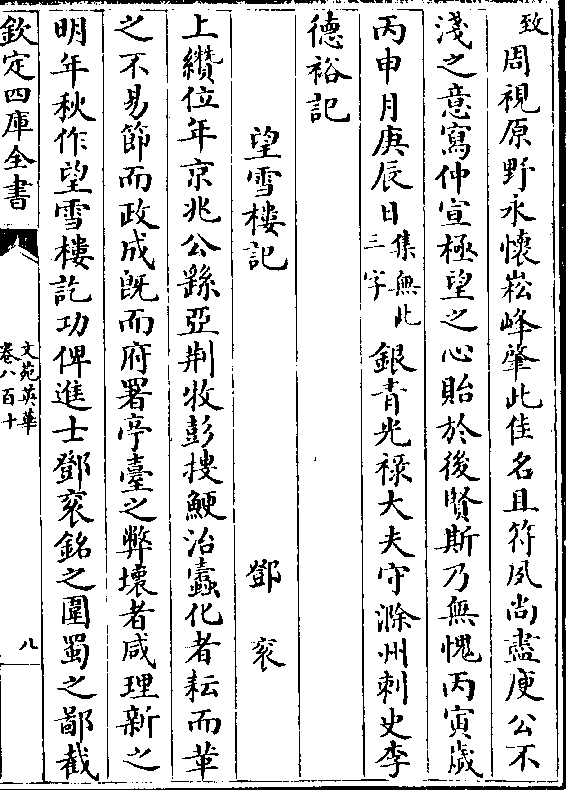 致周視原野永懷崧峰肇此佳名且符夙尚盡庾公不
淺之意寫仲宣極望之心貽於後賢斯乃無愧丙寅歲
丙申月庚辰日集無此三字銀青光祿大夫守滁州刺史李
德裕記
望雪樓記 鄧袞
上纘位年京兆公繇亞荆牧彭捜鯁治蠹化者耘而革
之不易節而政成既而府署亭臺之弊壞者咸理新之
明年秋作望雪樓訖功俾進士鄧袞銘之圍蜀之鄙截
欽定四庫全書
文苑英華
卷八百十
八